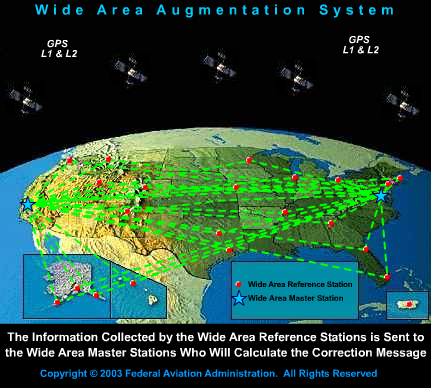 Wide Area Augmentation System
GPS
L1 & L2
GPS
L1 & L2
Wide Area Reference Station
Wide Area Master Station
The Information Collected by the Wide Area Reference Stations is Sent to
the Wide Area Master Stations Who Will Calculate the Correction Message
Copyright © 2003 Federal Aviation Administration. All Rights Reserved